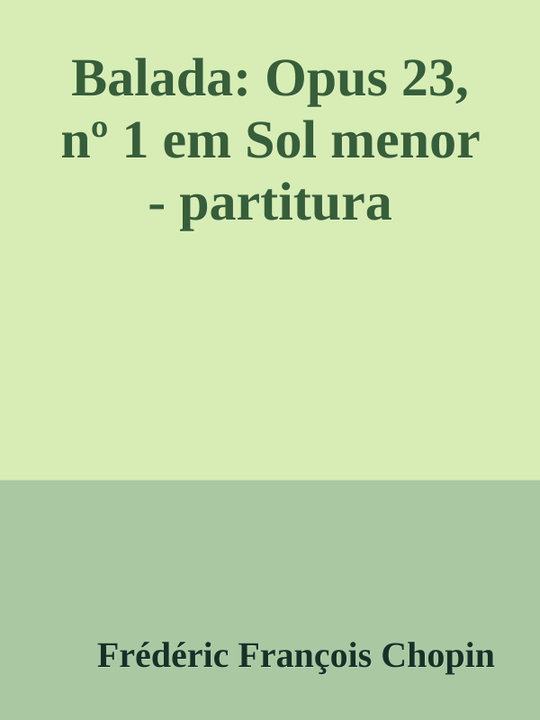 Balada: Opus 23,
nº 1 em Sol menor
- partitura
Frédéric François Chopin